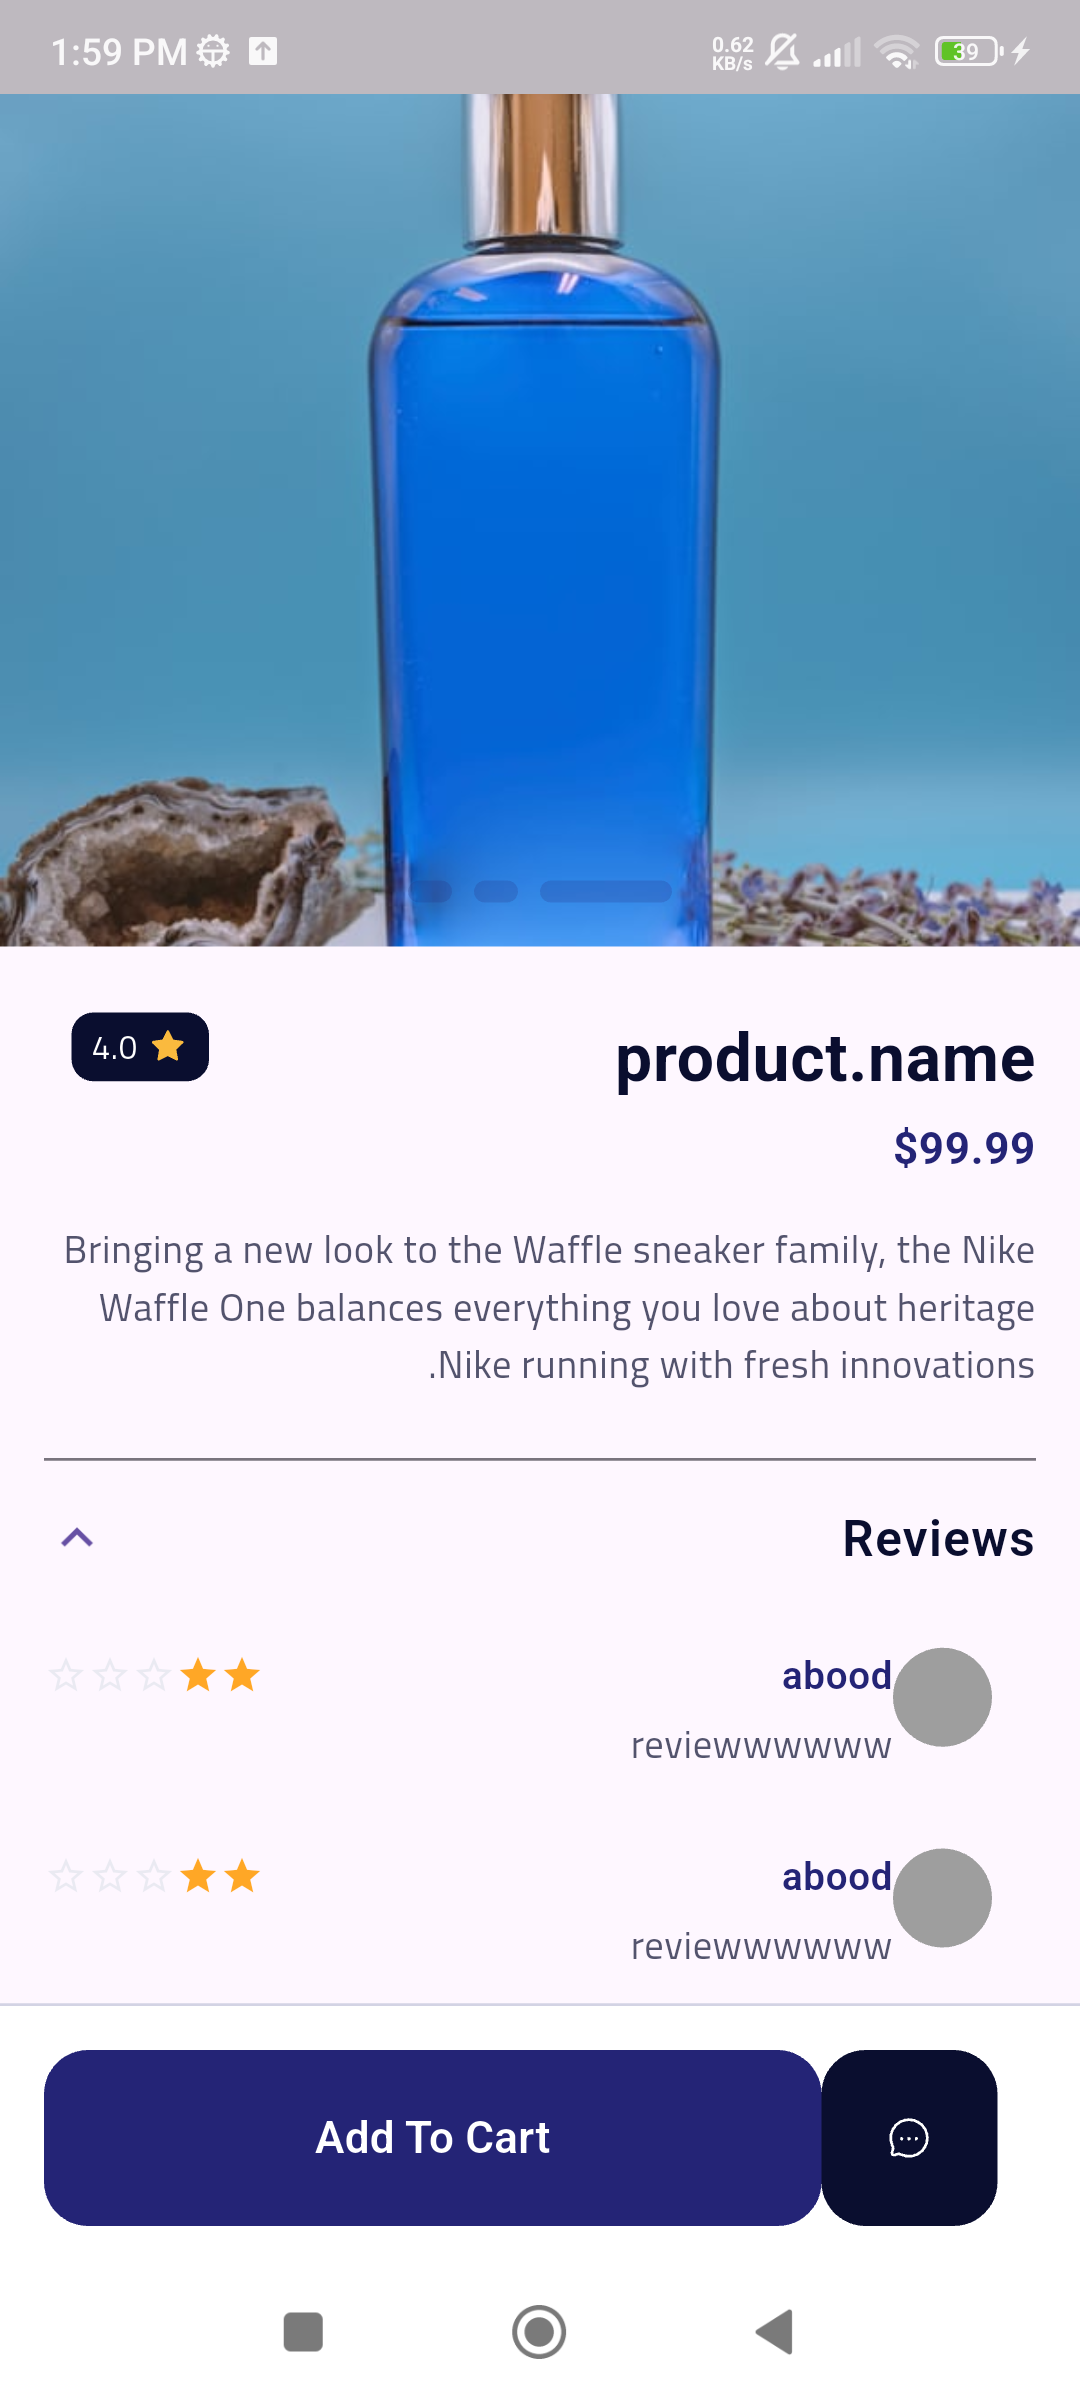 1:59 PM
0.62
KB/s
39
product.name
4.0
$99.99
Bringing a new look to the Waffle sneaker family, the Nike
Waffle One balances everything you love about heritage
.Nike running with fresh innovations
Reviews
abood
reviewwwwww
abood
reviewwwwww
Add To Cart